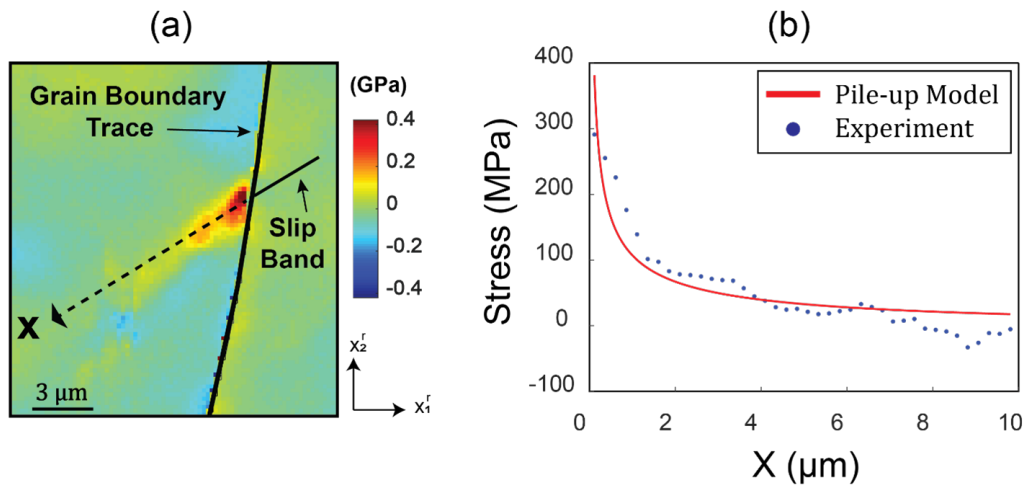 (a)
Grain Boundary
Trace
Slip
Band
X
3 μm
(GPa)
0.4
0.2
0
-0.2
-0.4
x₂ʳ
x₁ʳ
(b)
Pile-up Model
Experiment
Stress (MPa)
400
300
200
100
0
-100
0 2 4 6 8 10
X (μm)